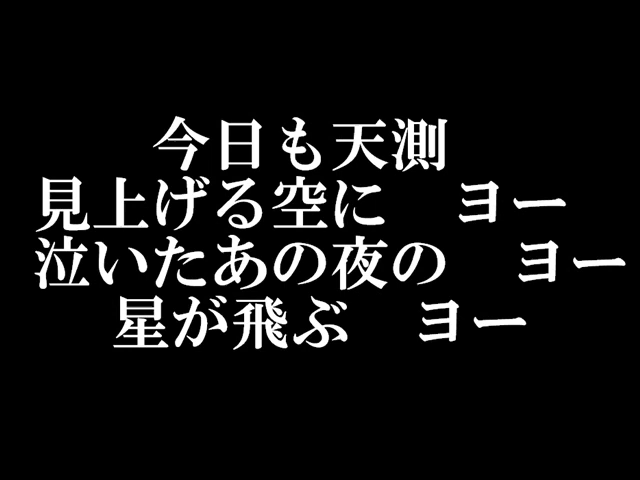 今日も天測
見上げる空に　ヨー
泣いたあの夜の　ヨー
星が飛ぶ　ヨー